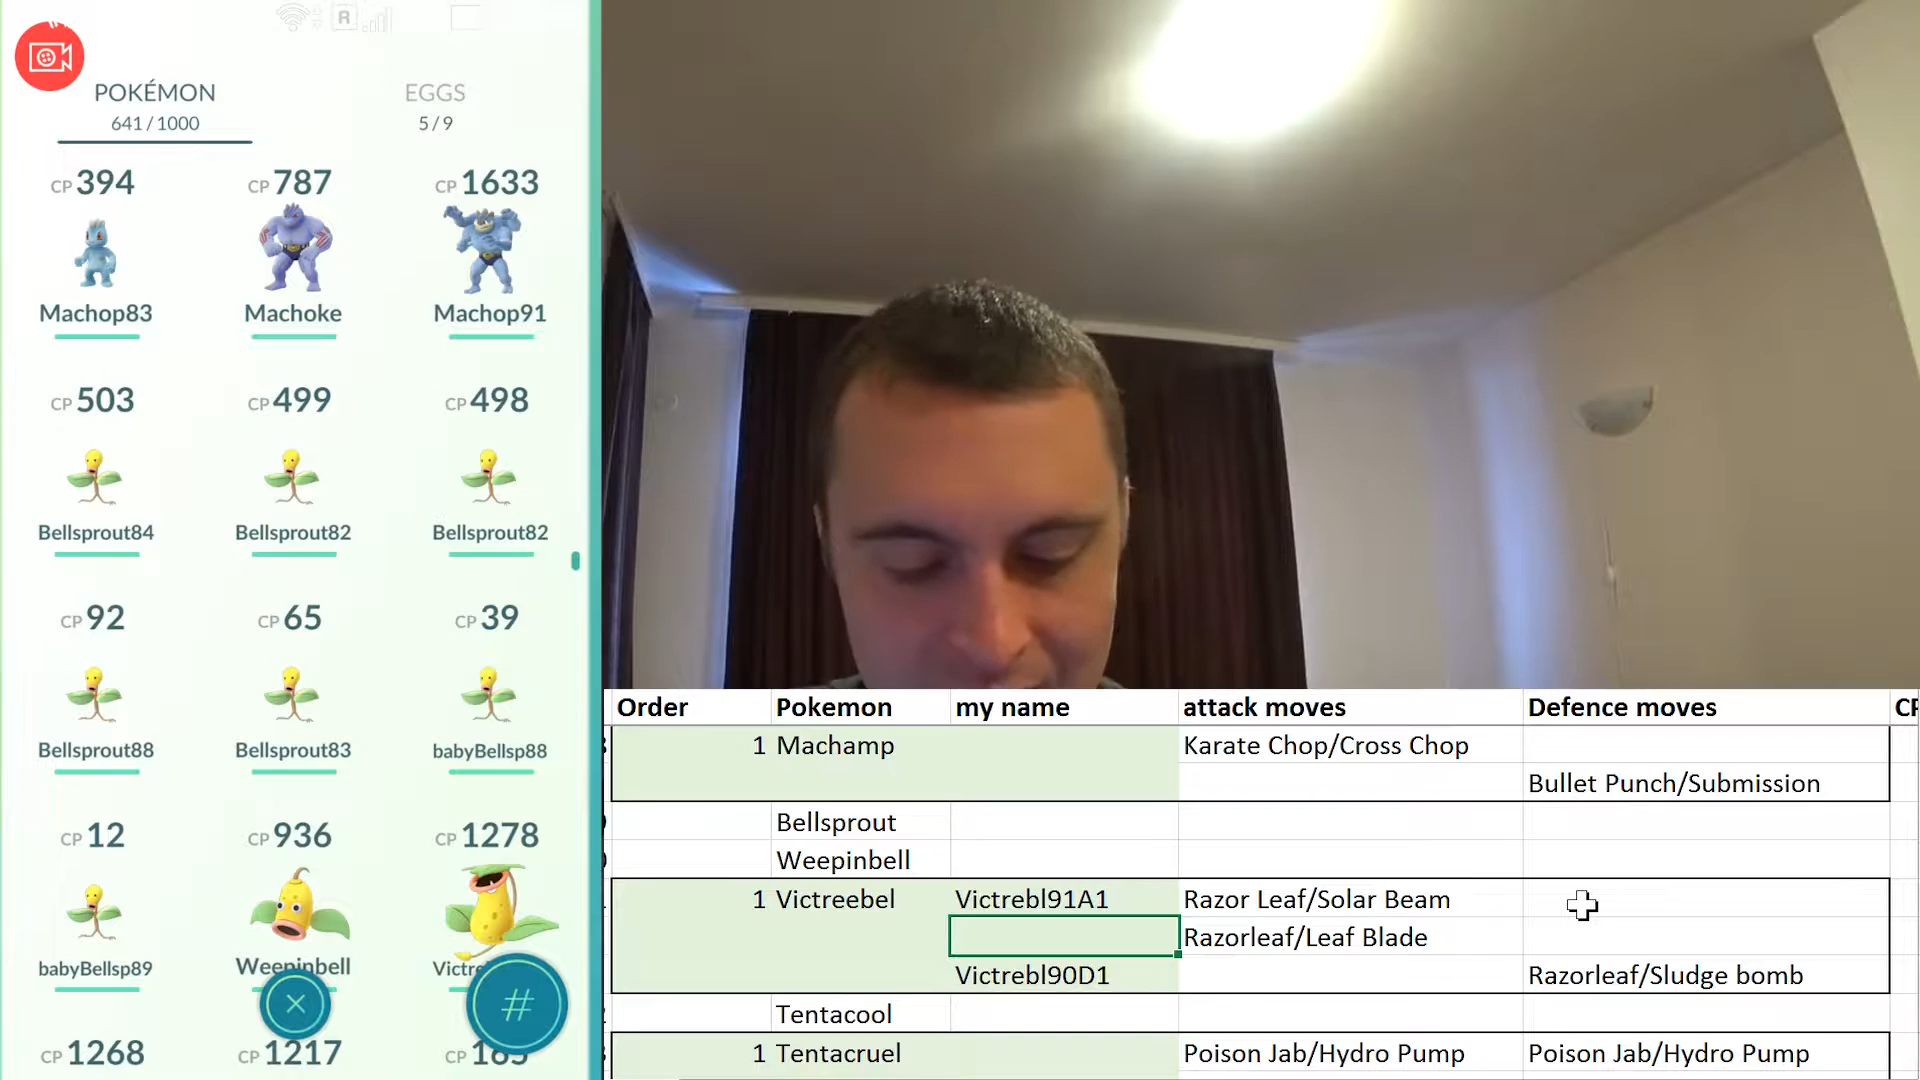 R
POKÉMON EGGS
641 / 1000 5 / 9
CP 394 CP 787 CP 1633
Machop83 Machoke Machop91
CP 503 CP 499 CP 498
Bellsprout84 Bellsprout82 Bellsprout82
CP 92 CP 65 CP 39
Bellsprout88 Bellsprout83 babyBellsp88
CP 12 CP 936 CP 1278
babyBellsp89 Weepinbell
#
CP 1268 CP 1217 CP
Order Pokemon my name attack moves Defence moves
1 Machamp Karate Chop/Cross Chop
Bullet Punch/Submission
Bellsprout
Weepinbell
1 Victreebel Victrebl91A1 Razor Leaf/Solar Beam
Razorleaf/Leaf Blade
Victrebl90D1 Razorleaf/Sludge bomb
Tentacool
1 Tentacruel Poison Jab/Hydro Pump Poison Jab/Hydro Pump